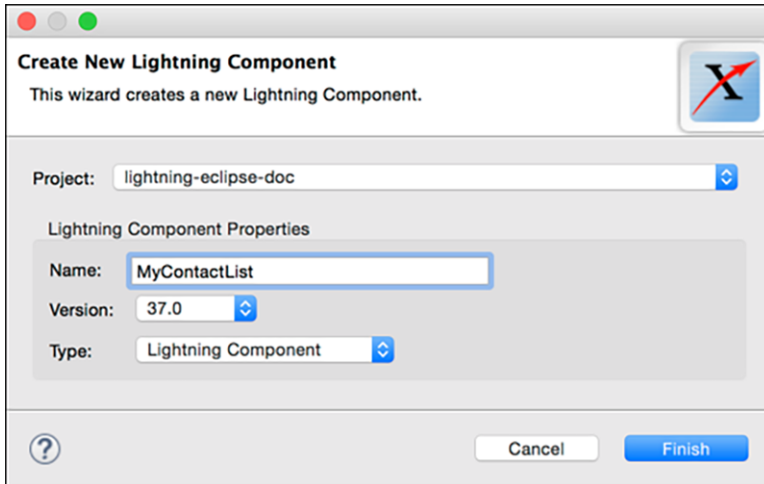 Create New Lightning Component
This wizard creates a new Lightning Component.
X
Project: lightning-eclipse-doc
Lightning Component Properties
Name: MyContactList
Version: 37.0
Type: Lightning Component
?
Cancel Finish